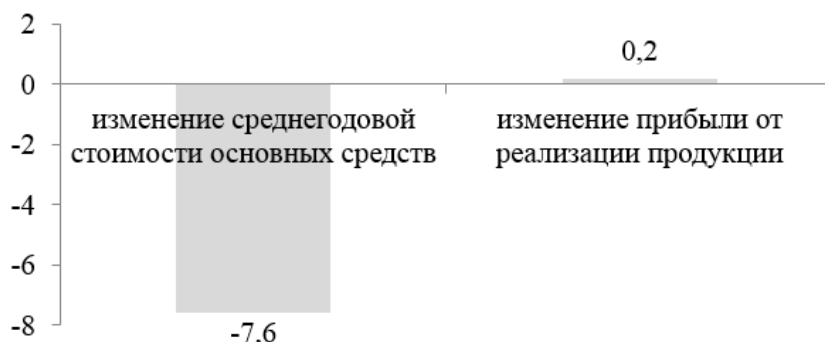 2
0,2
0
изменение среднегодовой
стоимости основных средств
изменение прибыли от
реализации продукции
-2
-4
-6
-8
-7,6